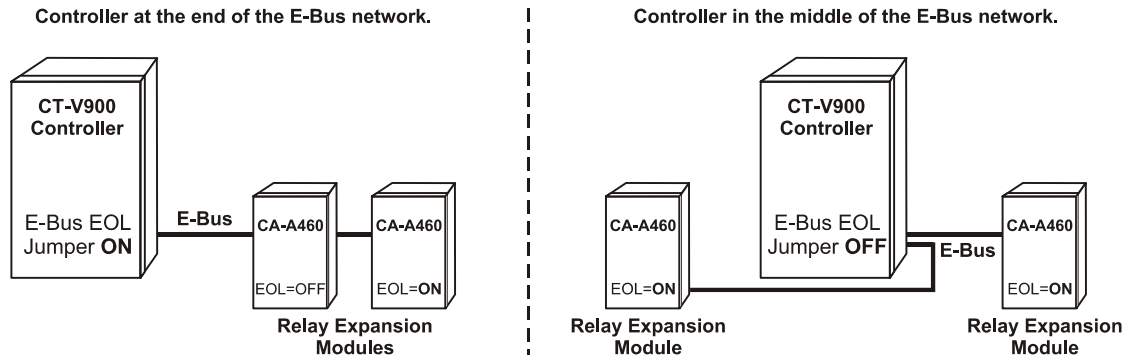 Controller at the end of the E-Bus network.
CT-V900
Controller
E-Bus EOL
Jumper ON
E-Bus
CA-A460
EOL=OFF
CA-A460
EOL=ON
Relay Expansion
Modules
Controller in the middle of the E-Bus network.
CA-A460
EOL=ON
Relay Expansion
Module
CT-V900
Controller
E-Bus EOL
Jumper OFF
E-Bus
CA-A460
EOL=ON
Relay Expansion
Module